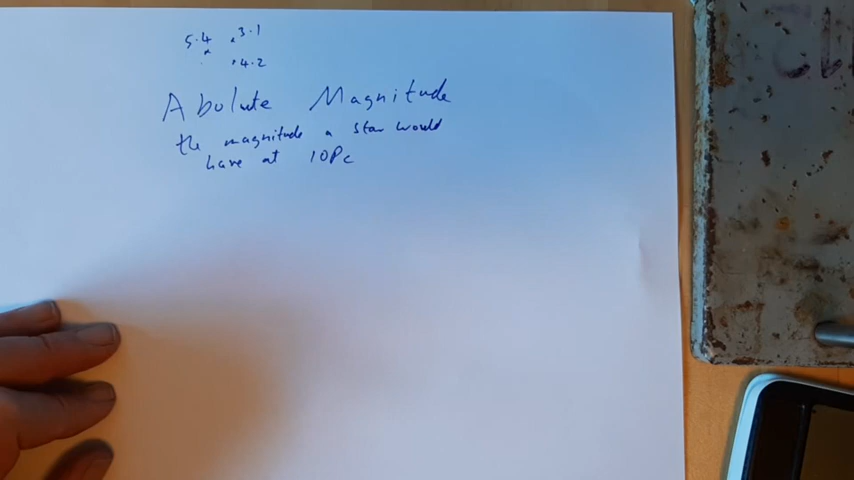 5.4 3.1
4.2
Abolute Magnitude
the magnitude a star would
have at 10Pc